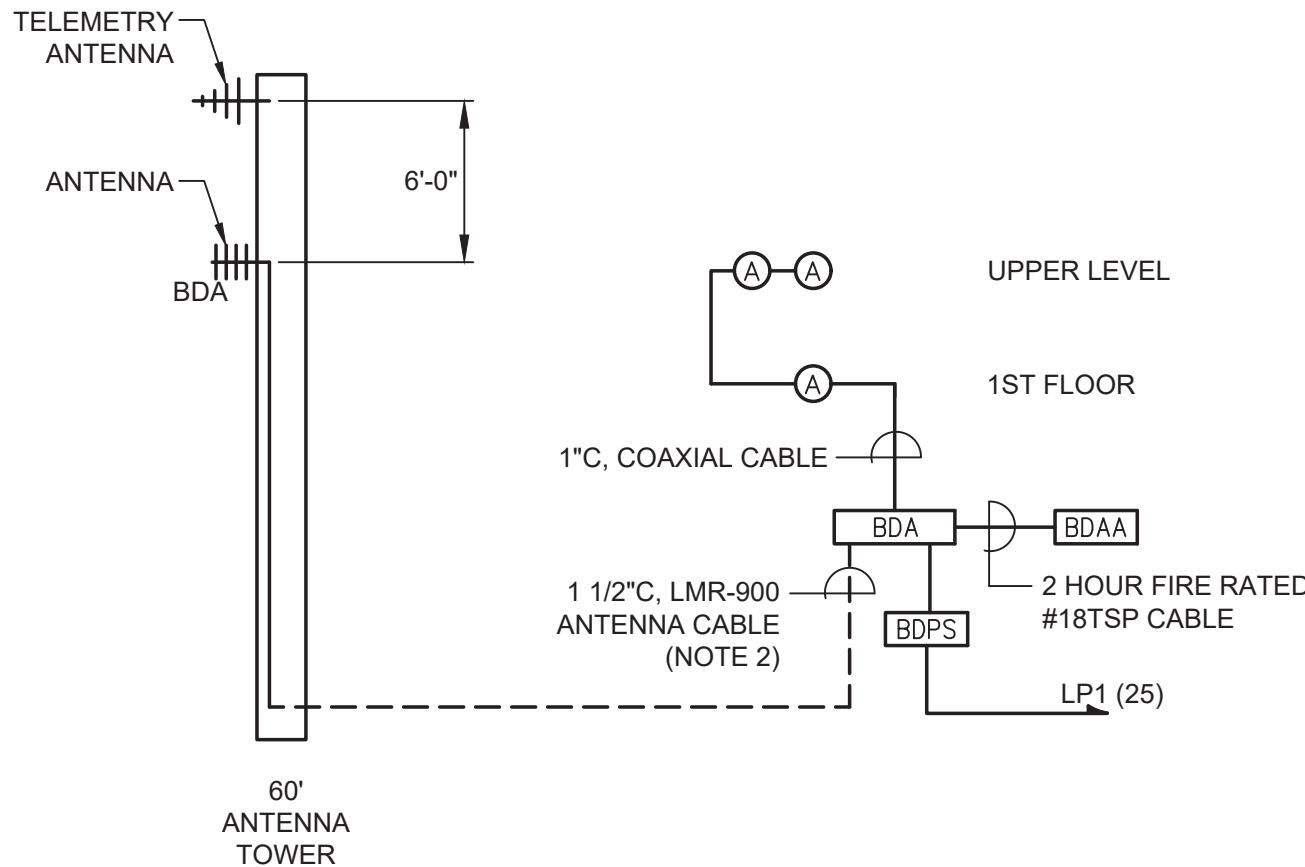 TELEMETRY
ANTENNA
6'-0"
ANTENNA
BDA
A
A
UPPER LEVEL
A
1ST FLOOR
1"C, COAXIAL CABLE
BDA
BDAA
1 1/2"C, LMR-900
ANTENNA CABLE
(NOTE 2)
2 HOUR FIRE RATED
#18TSP CABLE
BDPS
LP1 (25)
60'
ANTENNA
TOWER